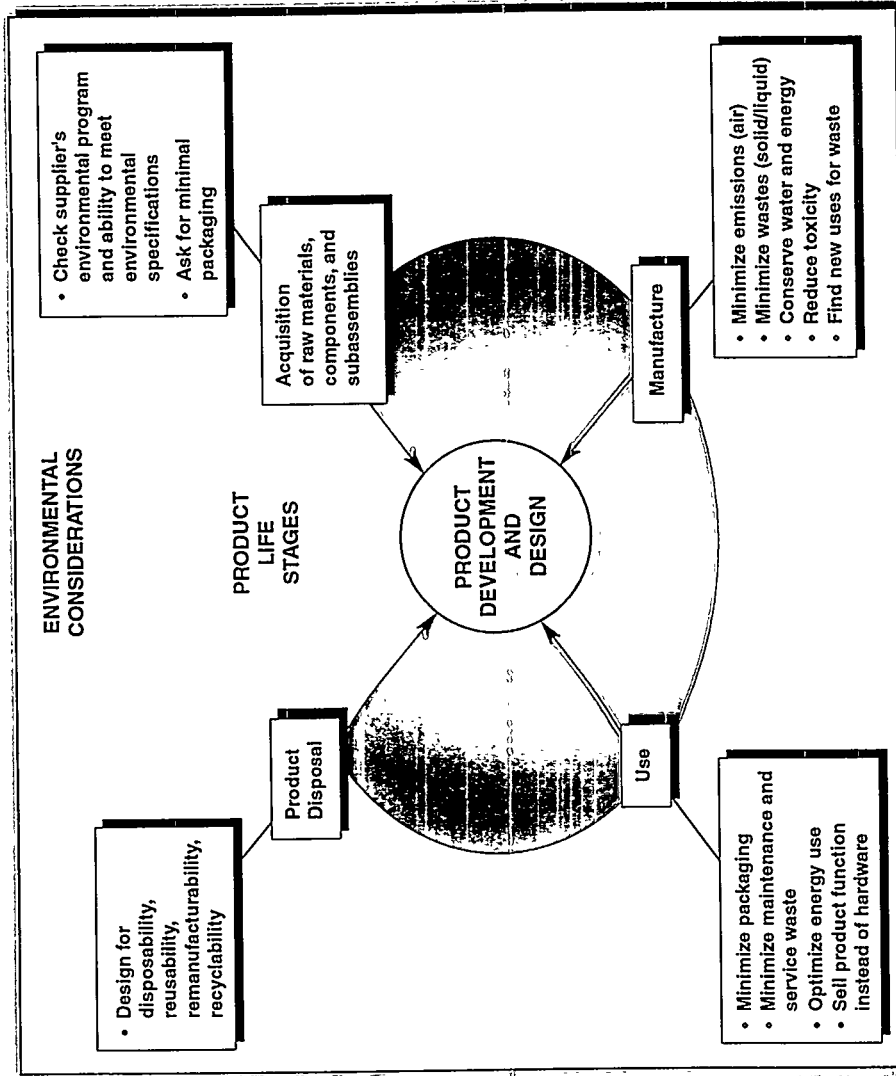 ENVIRONMENTAL
CONSIDERATIONS
PRODUCT
LIFE
STAGES
• Design for
disposability,
reusability,
remanufacturability,
recyclability
Product
Disposal
• Check supplier's
environmental program
and ability to meet
environmental
specifications
• Ask for minimal
packaging
Acquisition
of raw materials,
components, and
subassemblies
PRODUCT
DEVELOPMENT
AND
DESIGN
Use
Manufacture
• Minimize packaging
• Minimize maintenance and
service waste
• Optimize energy use
• Sell product function
instead of hardware
• Minimize emissions (air)
• Minimize wastes (solid/liquid)
• Conserve water and energy
• Reduce toxicity
• Find new uses for waste